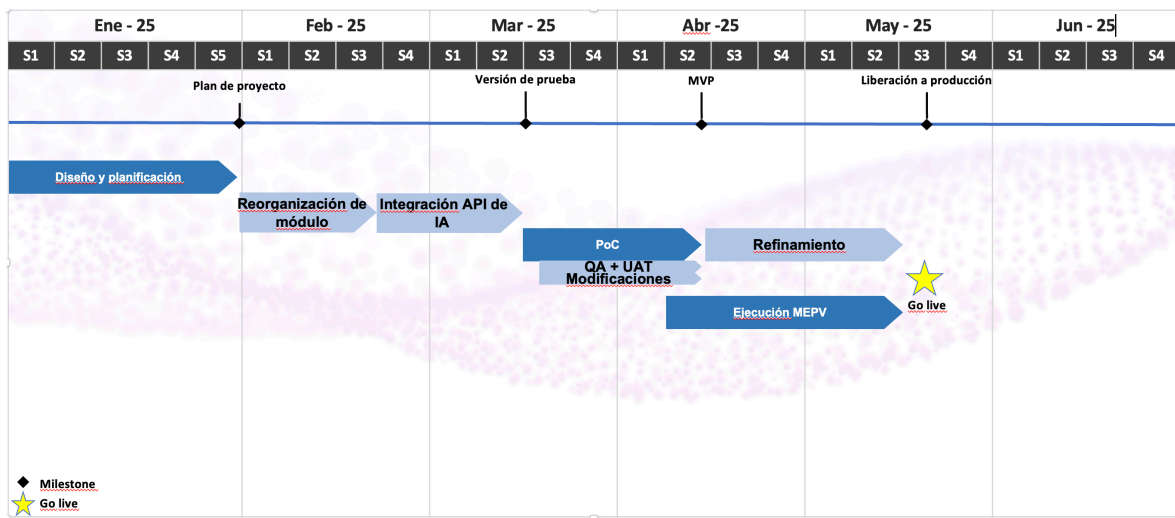 Ene - 25 Feb - 25 Mar - 25 Abr -25 May - 25 Jun - 25
S1 S2 S3 S4 S5 S1 S2 S3 S4 S1 S2 S3 S4 S1 S2 S3 S4 S1 S2 S3 S4 S1 S2 S3 S4
Plan de proyecto
Versión de prueba
MVP
Liberación a producción
Diseño y planificación
Reorganización de
módulo
Integración API de
IA
PoC
Refinamiento
QA + UAT
Modificaciones
Ejecución MEPV
Go live
Milestone
Go live